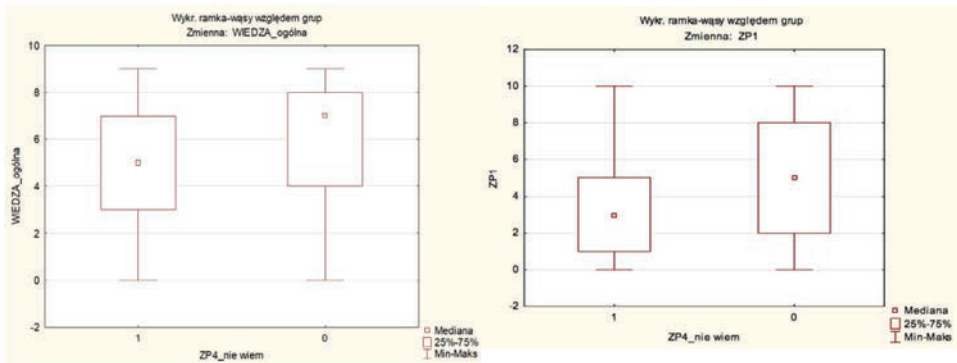 Wykr. ramka-wąsy względem grup
Zmienna: WIEDZA_ogólna
10
8
6
4
2
0
-2
WIEDZA_ogólna
1
0
ZP4_nie wiem
Mediana
25%-75%
Min-Maks
Wykr. ramka-wąsy względem grup
Zmienna: ZP1
12
10
8
6
4
2
0
-2
ZP1
1
0
ZP4_nie wiem
Mediana
25%-75%
Min-Maks